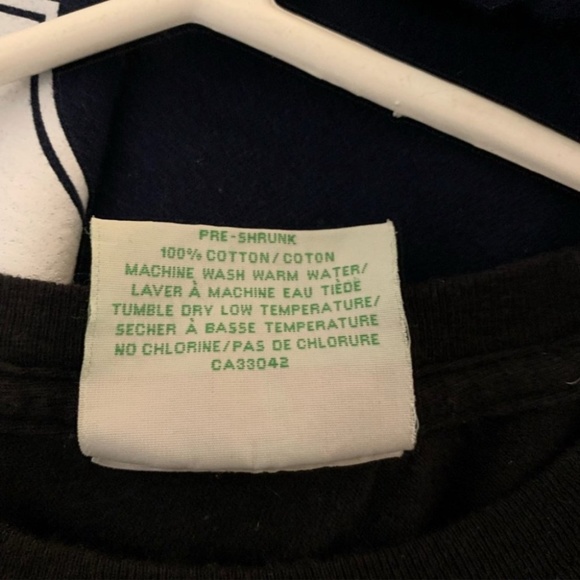 PRE-SHRUNK
100% COTTON/COTON
MACHINE WASH WARM WATER/
LAVER À MACHINE EAU TIÈDE
TUMBLE DRY LOW TEMPERATURE/
SECHER À BASSE TEMPERATURE
NO CHLORINE/PAS DE CHLORURE
CA33042